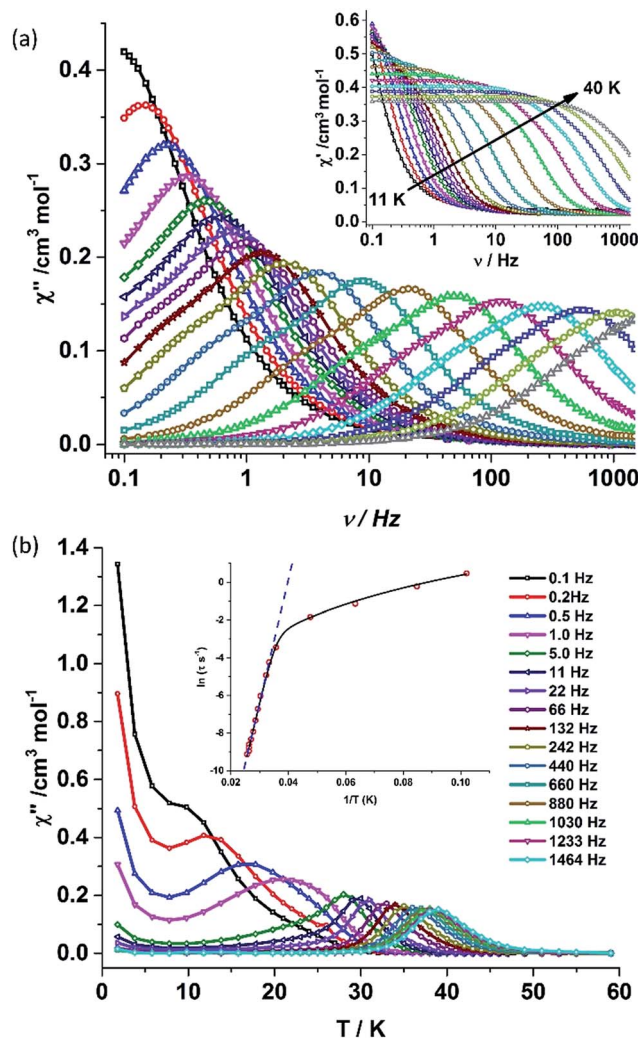 (a)
χ'' /cm³ mol⁻¹
0.4
0.3
0.2
0.1
0.0
0.1
1
10
100
1000
ν / Hz
χ' /cm³ mol⁻¹
0.6
0.5
0.4
0.3
0.2
0.1
0.0
0.1
1
10
100
1000
ν / Hz
40 K
11 K
(b)
χ'' /cm³ mol⁻¹
1.4
1.2
1.0
0.8
0.6
0.4
0.2
0.0
0
10
20
30
40
50
60
T / K
ln (τ s⁻¹)
0
-2
-4
-6
-8
-10
0.02
0.04
0.06
0.08
0.10
1/T (K)
0.1 Hz
0.2Hz
0.5 Hz
1.0 Hz
5.0 Hz
11 Hz
22 Hz
66 Hz
132 Hz
242 Hz
440 Hz
660 Hz
880 Hz
1030 Hz
1233 Hz
1464 Hz